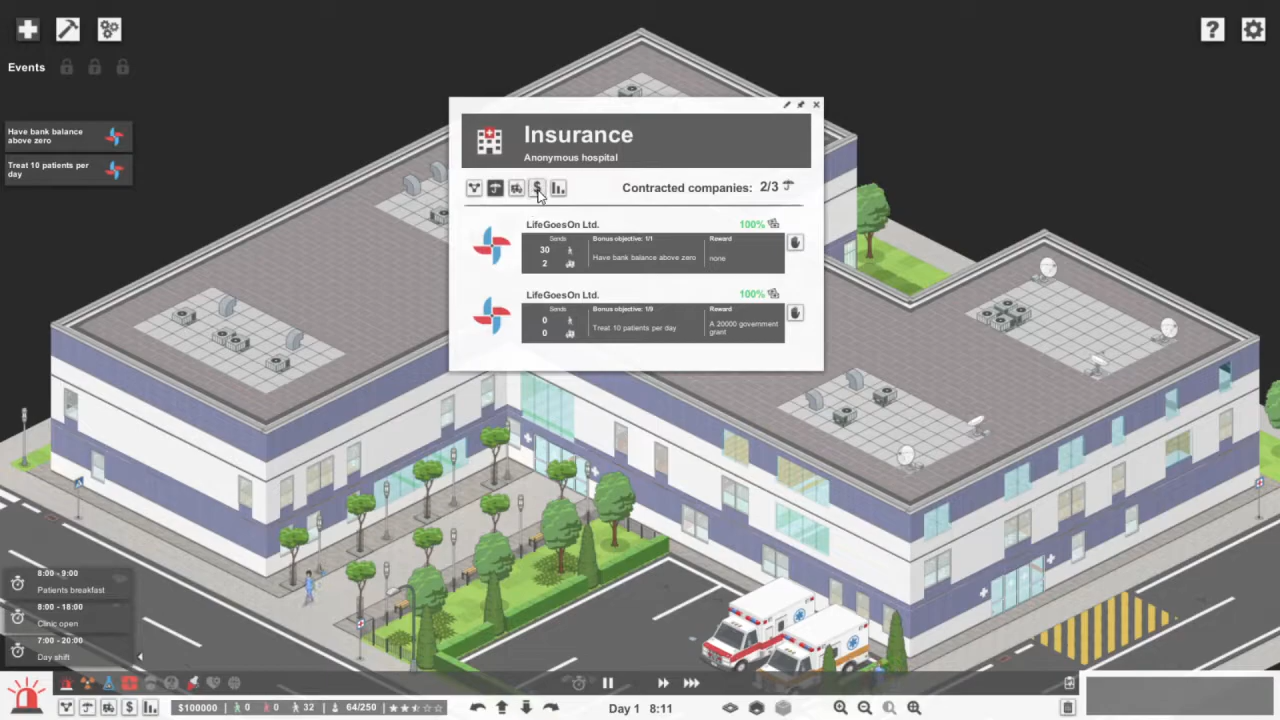 Events
Have bank balance
above zero
Treat 10 patients per
day
Insurance
Anonymous hospital
Contracted companies: 2/3
LifeGoesOn Ltd.
100%
Sends
Bonus objective: 1/1
Reward
30
2
Have bank balance above zero
none
LifeGoesOn Ltd.
100%
Sends
Bonus objective: 1/9
Reward
0
0
Treat 10 patients per day
A 20000 government
grant
8:00 - 9:00
Patients breakfast
8:00 - 18:00
Clinic open
7:00 - 20:00
Day shift
$100000
0
0
32
64/250
Day 1 8:11